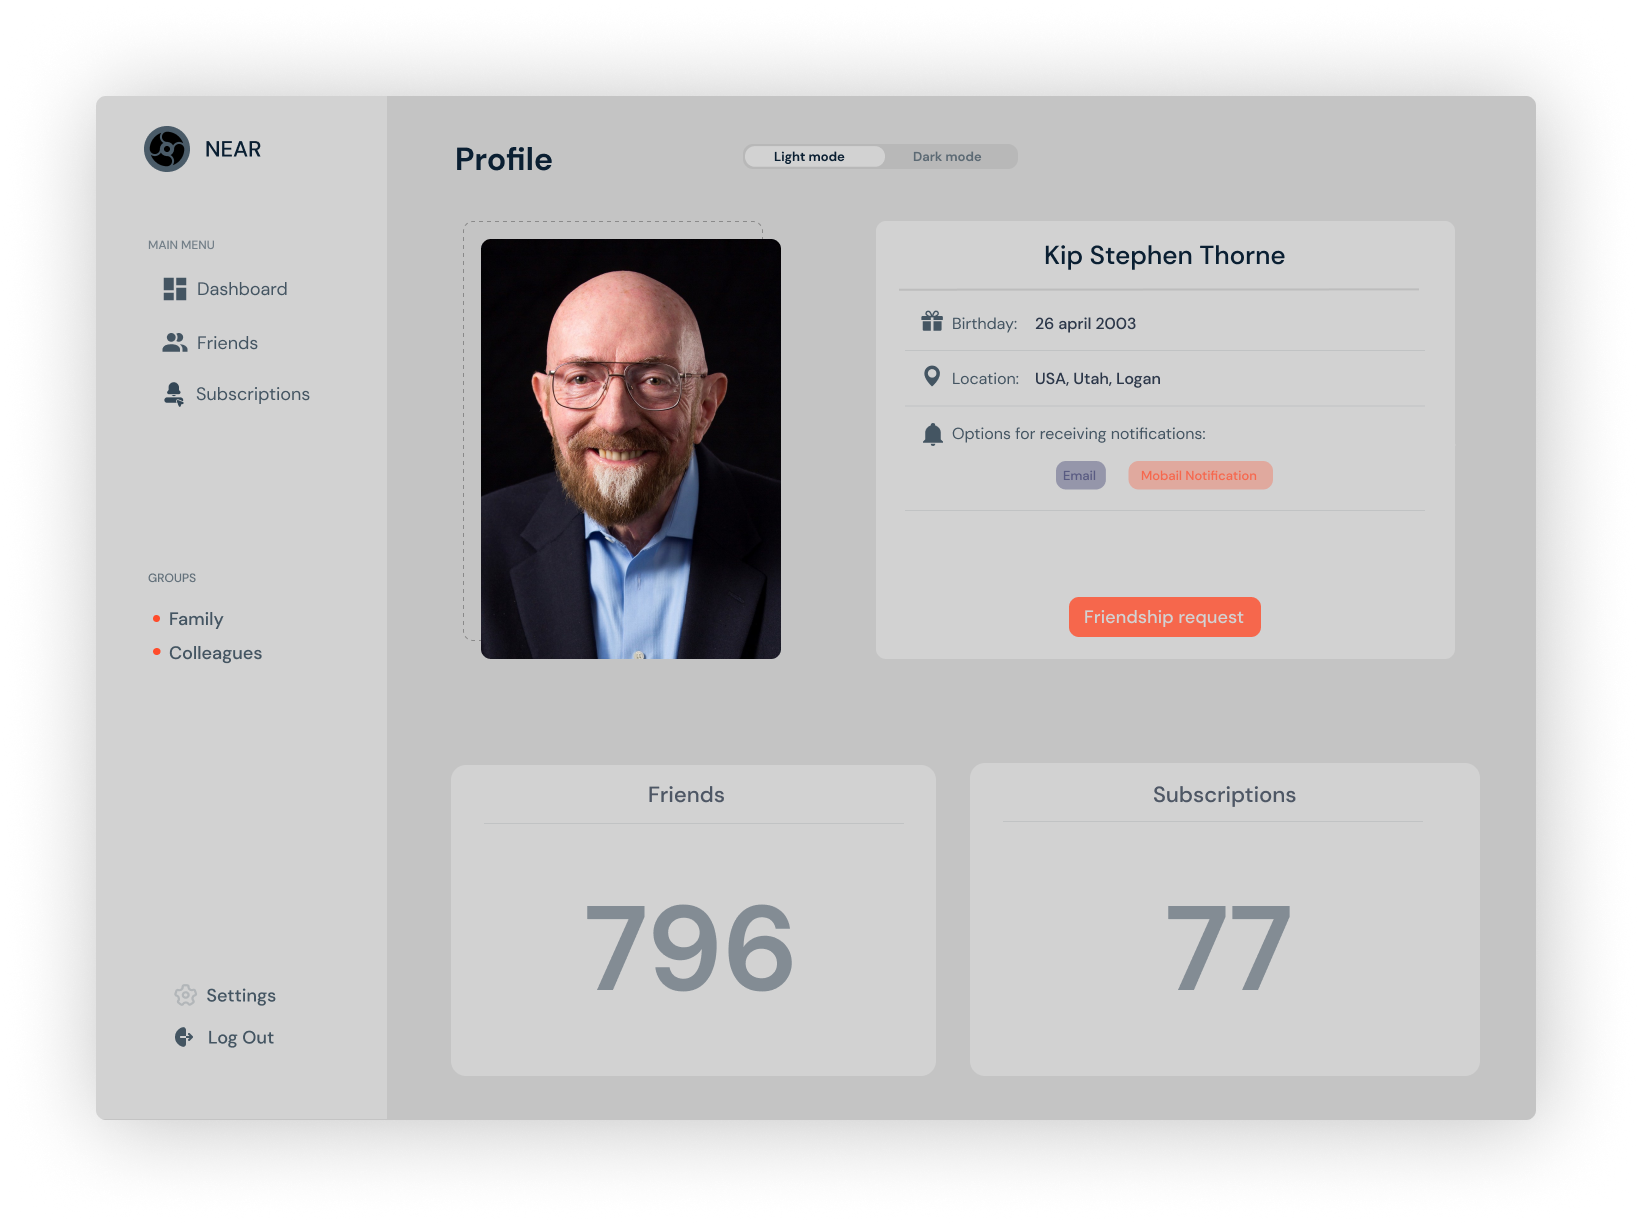 NEAR
Profile
Light mode
Dark mode
MAIN MENU
Dashboard
Friends
Subscriptions
GROUPS
Family
Colleagues
Settings
Log Out
Kip Stephen Thorne
Birthday: 26 april 2003
Location: USA, Utah, Logan
Options for receiving notifications:
Email
Mobail Notification
Friendship request
Friends
796
Subscriptions
77